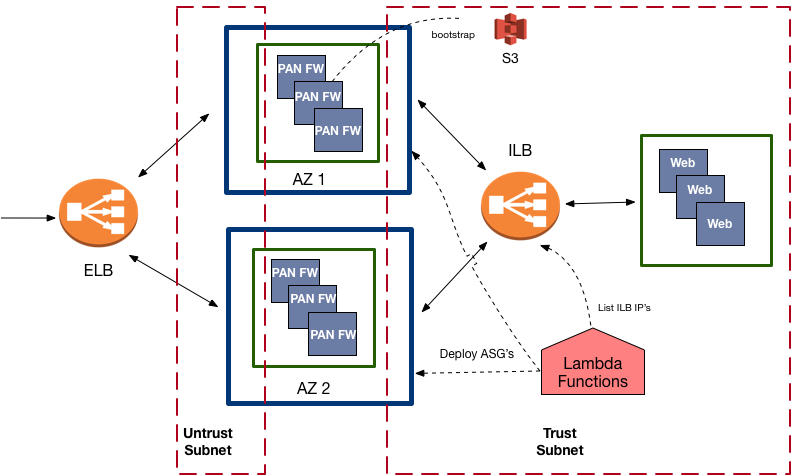 bootstrap
S3
PAN FW
PAN FW
PAN FW
AZ 1
ILB
Web
Web
Web
ELB
PAN FW
PAN FW
PAN FW
AZ 2
List ILB IP's
Deploy ASG's
Lambda
Functions
Untrust
Subnet
Trust
Subnet